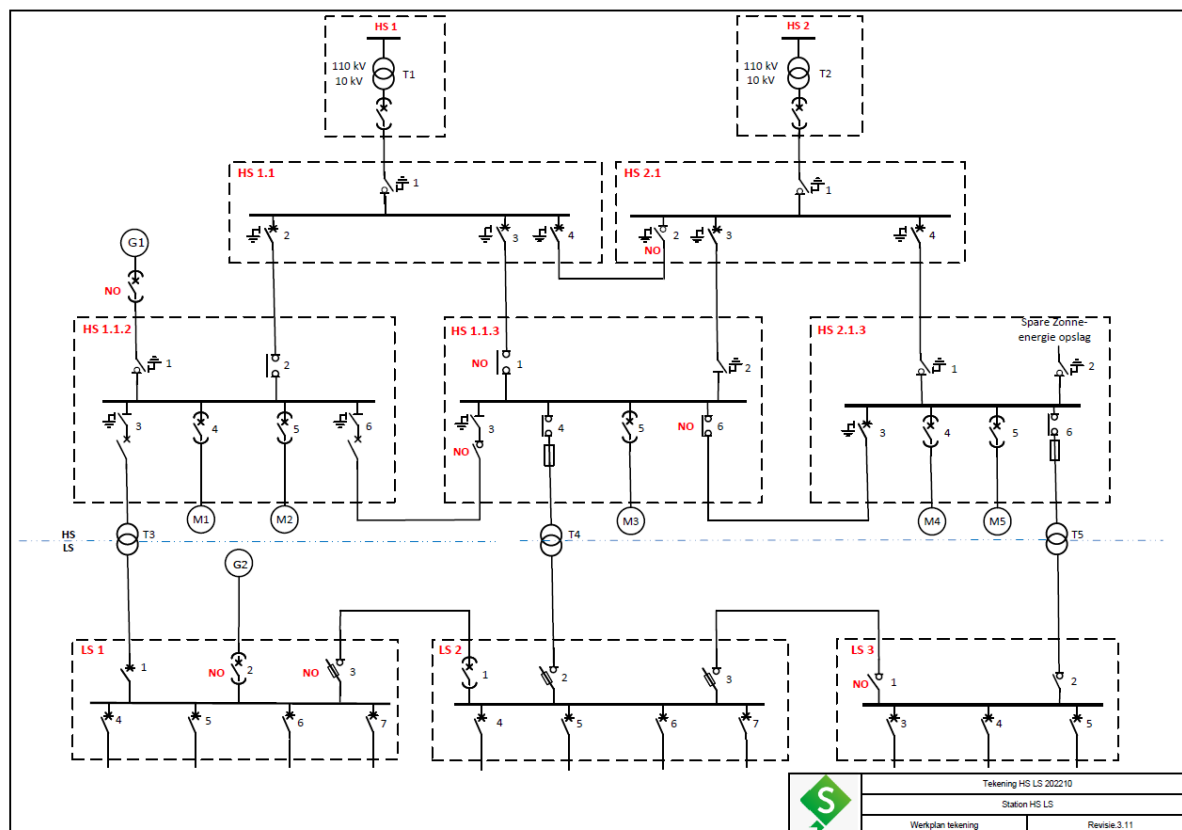 HS 1
110 kV
10 kV
T1
HS 2
110 kV
10 kV
T2
HS 1.1
1
2
3
4
HS 2.1
1
2
NO
3
4
G1
NO
HS 1.1.2
1
2
3
4
5
6
M1
M2
HS 1.1.3
NO
1
2
3
NO
4
5
NO
6
M3
HS 2.1.3
Spare Zonne-
energie opslag
1
2
3
4
5
6
M4
M5
HS
LS
T3
T4
T5
G2
LS 1
1
NO
2
NO
3
4
5
6
7
LS 2
1
2
3
4
5
6
7
LS 3
NO
1
2
3
4
5
S
Tekening HS LS 202210
Station HS LS
Werkplan tekening
Revisie.3.11